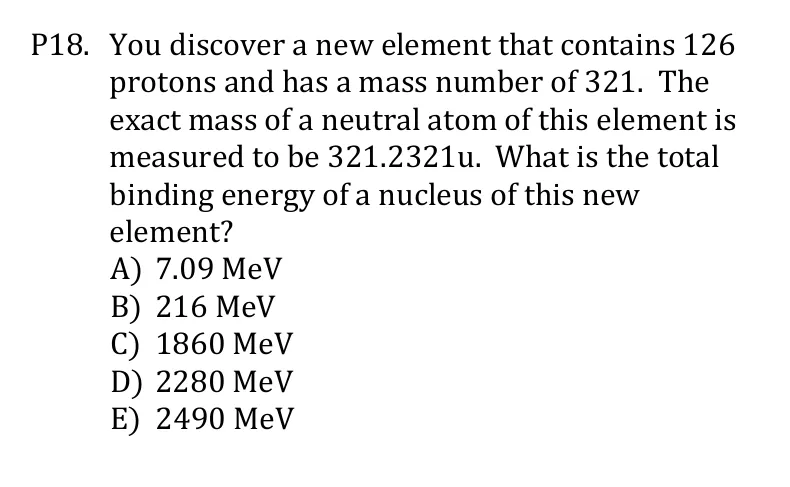 P18. You discover a new element that contains 126
protons and has a mass number of 321. The
exact mass of a neutral atom of this element is
measured to be 321.2321u. What is the total
binding energy of a nucleus of this new
element?
A) 7.09 MeV
B) 216 MeV
C) 1860 MeV
D) 2280 MeV
E) 2490 MeV